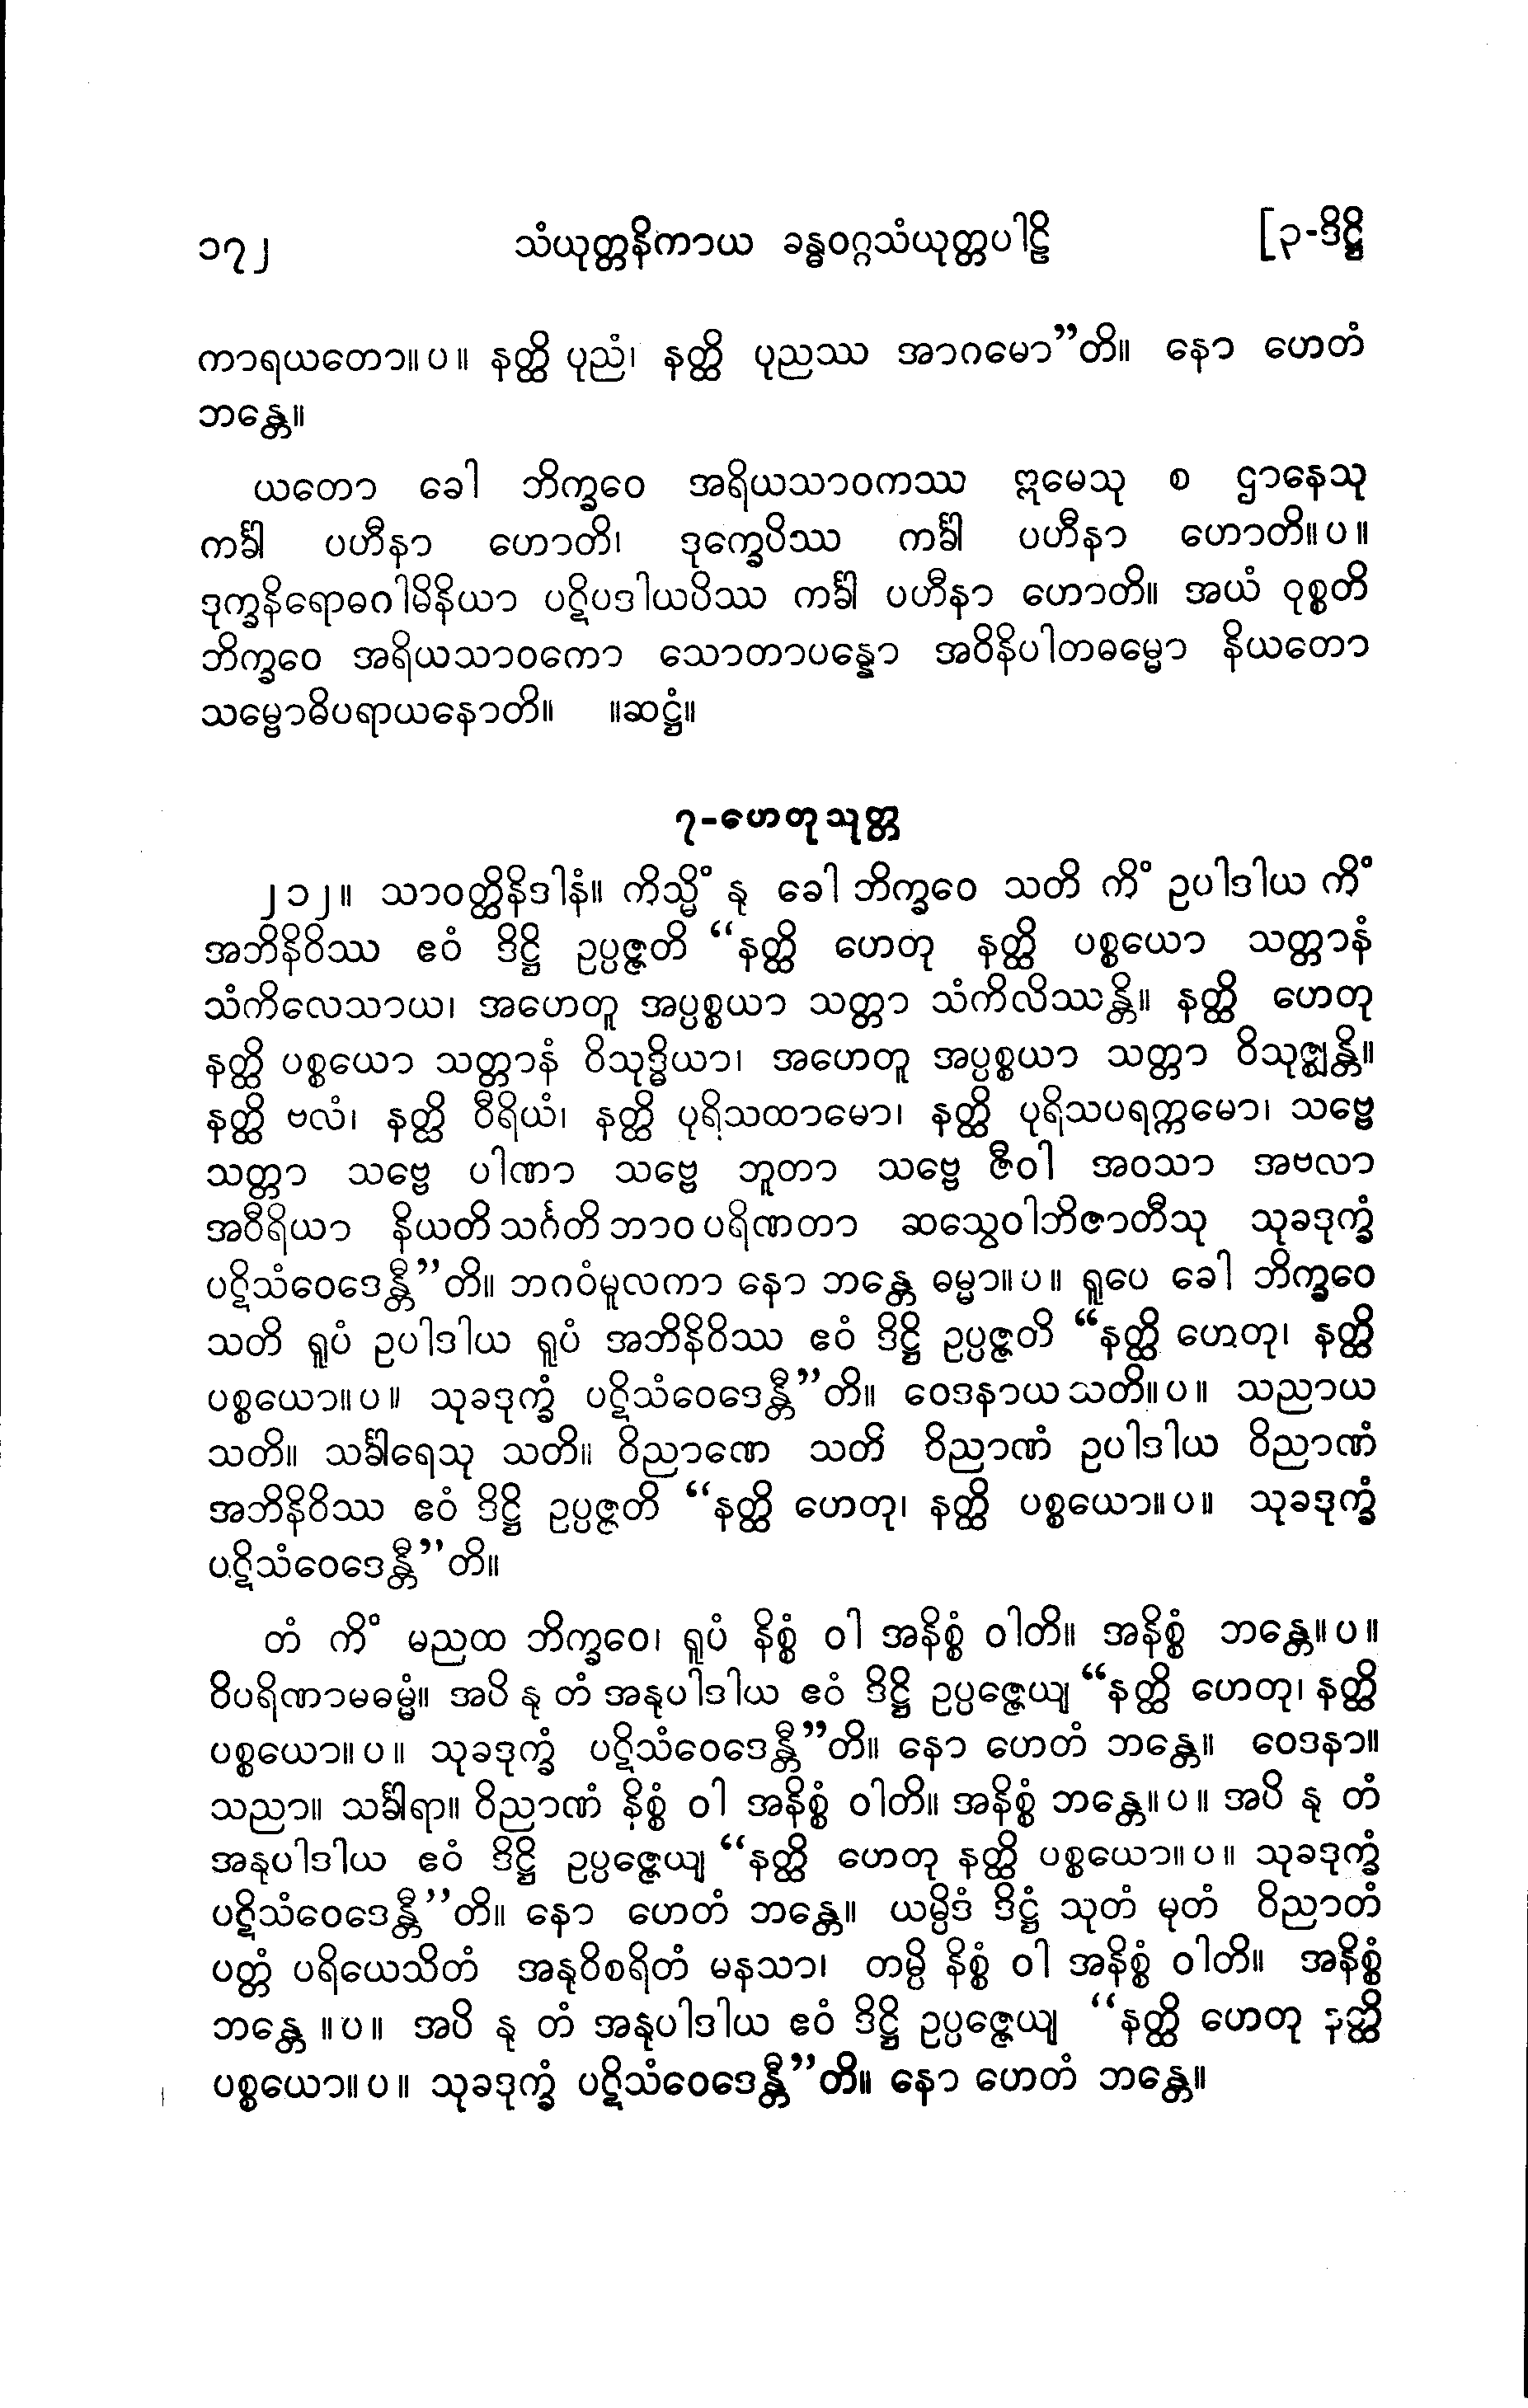 ၁၇၂ သံယုတ္တနိကာယ ခန္ဓဝဂ္ဂသံယုတ္တပါဠိ [၃-ဒိဋ္ဌိ
ကာရယတော။ပ။ နတ္ထိ ပုညံ၊ နတ္ထိ ပုညဿ အာဂမော”တိ။ နော ဟေတံ
ဘန္တေ။
ယတော ခေါ ဘိက္ခဝေ အရိယသာဝကဿ ဣမေသု စ ဌာနေသု
ကင်္ခါ ပဟီနာ ဟောတိ၊ ဒုက္ခေပိဿ ကင်္ခါ ပဟီနာ ဟောတိ။ပ။
ဒုက္ခနိရောဓဂါမိနိယာ ပဋိပဒါယပိဿ ကင်္ခါ ပဟီနာ ဟောတိ။ အယံ ဝုစ္စတိ
ဘိက္ခဝေ အရိယသာဝကော သောတာပန္နော အဝိနိပါတဓမ္မော နိယတော
သမ္ဗောဓိပရာယနောတိ။ ။ဆဋ္ဌံ။
၇-ဟေတုသုတ္တ
၂၁၂။ သာဝတ္ထိနိဒါနံ။ ကိသ္မိံ နု ခေါ ဘိက္ခဝေ သတိ ကိံ ဥပါဒါယ ကိံ
အဘိနိဝိဿ ဧဝံ ဒိဋ္ဌိ ဥပ္ပဇ္ဇတိ “နတ္ထိ ဟေတု နတ္ထိ ပစ္စယော သတ္တာနံ
သံကိလေသာယ၊ အဟေတူ အပ္ပစ္စယာ သတ္တာ သံကိလိဿန္တိ။ နတ္ထိ ဟေတု
နတ္ထိ ပစ္စယော သတ္တာနံ ဝိသုဒ္ဓိယာ၊ အဟေတူ အပ္ပစ္စယာ သတ္တာ ဝိသုဇ္ဈန္တိ။
နတ္ထိ ဗလံ၊ နတ္ထိ ဝီရိယံ၊ နတ္ထိ ပုရိသထာမော၊ နတ္ထိ ပုရိသပရက္ကမော၊ သဗ္ဗေ
သတ္တာ သဗ္ဗေ ပါဏာ သဗ္ဗေ ဘူတာ သဗ္ဗေ ဇီဝါ အဝသာ အဗလာ
အဝီရိယာ နိယတိသင်္ဂတိဘာဝပရိဏတာ ဆသွေဝါဘိဇာတီသု သုခဒုက္ခံ
ပဋိသံဝေဒေန္တီ”တိ။ ဘဂဝံမူလကာ နော ဘန္တေ ဓမ္မာ။ပ။ ရူပေ ခေါ ဘိက္ခဝေ
သတိ ရူပံ ဥပါဒါယ ရူပံ အဘိနိဝိဿ ဧဝံ ဒိဋ္ဌိ ဥပ္ပဇ္ဇတိ “နတ္ထိ ဟေတု၊ နတ္ထိ
ပစ္စယော။ပ။ သုခဒုက္ခံ ပဋိသံဝေဒေန္တီ”တိ။ ဝေဒနာယသတိ။ပ။ သညာယ
သတိ။ သင်္ခါရေသု သတိ။ ဝိညာဏေ သတိ ဝိညာဏံ ဥပါဒါယ ဝိညာဏံ
အဘိနိဝိဿ ဧဝံ ဒိဋ္ဌိ ဥပ္ပဇ္ဇတိ “နတ္ထိ ဟေတု၊ နတ္ထိ ပစ္စယော။ပ။ သုခဒုက္ခံ
ပဋိသံဝေဒေန္တီ”တိ။
တံ ကိံ မညထ ဘိက္ခဝေ၊ ရူပံ နိစ္စံ ဝါ အနိစ္စံ ဝါတိ။ အနိစ္စံ ဘန္တေ။ပ။
ဝိပရိဏာမဓမ္မံ။ အပိ နု တံ အနုပါဒါယ ဧဝံ ဒိဋ္ဌိ ဥပ္ပဇ္ဇေယျ “နတ္ထိ ဟေတု၊ နတ္ထိ
ပစ္စယော။ပ။ သုခဒုက္ခံ ပဋိသံဝေဒေန္တီ”တိ။ နော ဟေတံ ဘန္တေ။ ဝေဒနာ။
သညာ။ သင်္ခါရာ။ ဝိညာဏံ နိစ္စံ ဝါ အနိစ္စံ ဝါတိ။ အနိစ္စံ ဘန္တေ။ပ။ အပိ နု တံ
အနုပါဒါယ ဧဝံ ဒိဋ္ဌိ ဥပ္ပဇ္ဇေယျ “နတ္ထိ ဟေတု နတ္ထိ ပစ္စယော။ပ။ သုခဒုက္ခံ
ပဋိသံဝေဒေန္တီ”တိ။ နော ဟေတံ ဘန္တေ။ ယမ္ပိဒံ ဒိဋ္ဌံ သုတံ မုတံ ဝိညာတံ
ပတ္တံ ပရိယေသိတံ အနုဝိစရိတံ မနသာ၊ တမ္ပိ နိစ္စံ ဝါ အနိစ္စံ ဝါတိ။ အနိစ္စံ
ဘန္တေ ။ပ။ အပိ နု တံ အနုပါဒါယ ဧဝံ ဒိဋ္ဌိ ဥပ္ပဇ္ဇေယျ “နတ္ထိ ဟေတု နတ္ထိ
ပစ္စယော။ပ။ သုခဒုက္ခံ ပဋိသံဝေဒေန္တီ”တိ။ နော ဟေတံ ဘန္တေ။